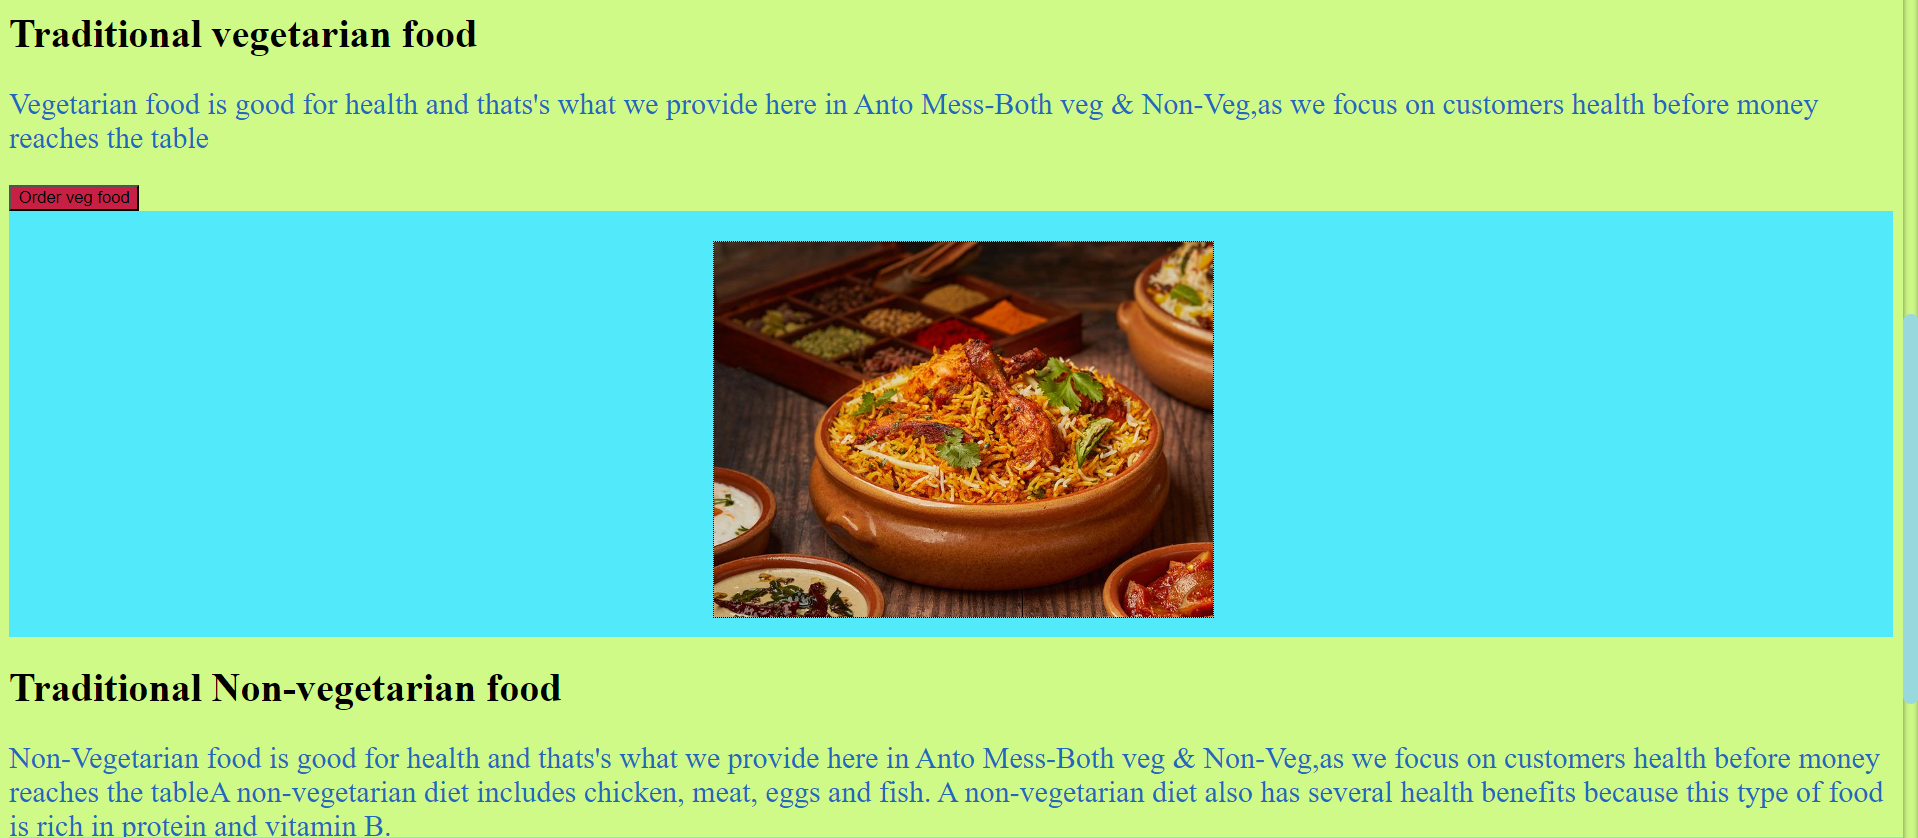 Traditional vegetarian food
Vegetarian food is good for health and thats's what we provide here in Anto Mess-Both veg & Non-Veg,as we focus on customers health before money
reaches the table
Order veg food
Traditional Non-vegetarian food
Non-Vegetarian food is good for health and thats's what we provide here in Anto Mess-Both veg & Non-Veg,as we focus on customers health before money
reaches the tableA non-vegetarian diet includes chicken, meat, eggs and fish. A non-vegetarian diet also has several health benefits because this type of food
is rich in protein and vitamin B.